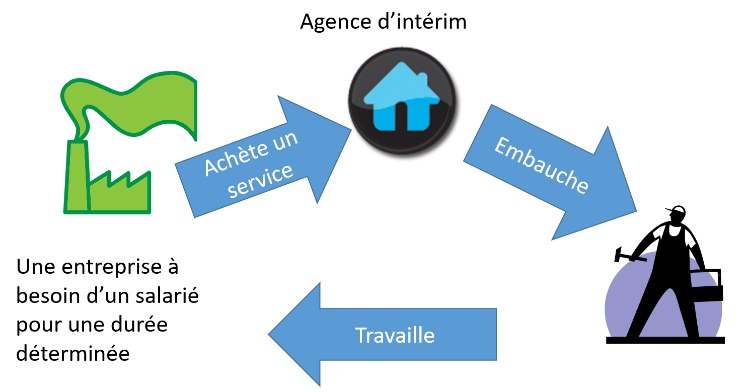 Agence d’intérim
Achète un
service
Embauche
Une entreprise à
besoin d’un salarié
pour une durée
déterminée
Travaille